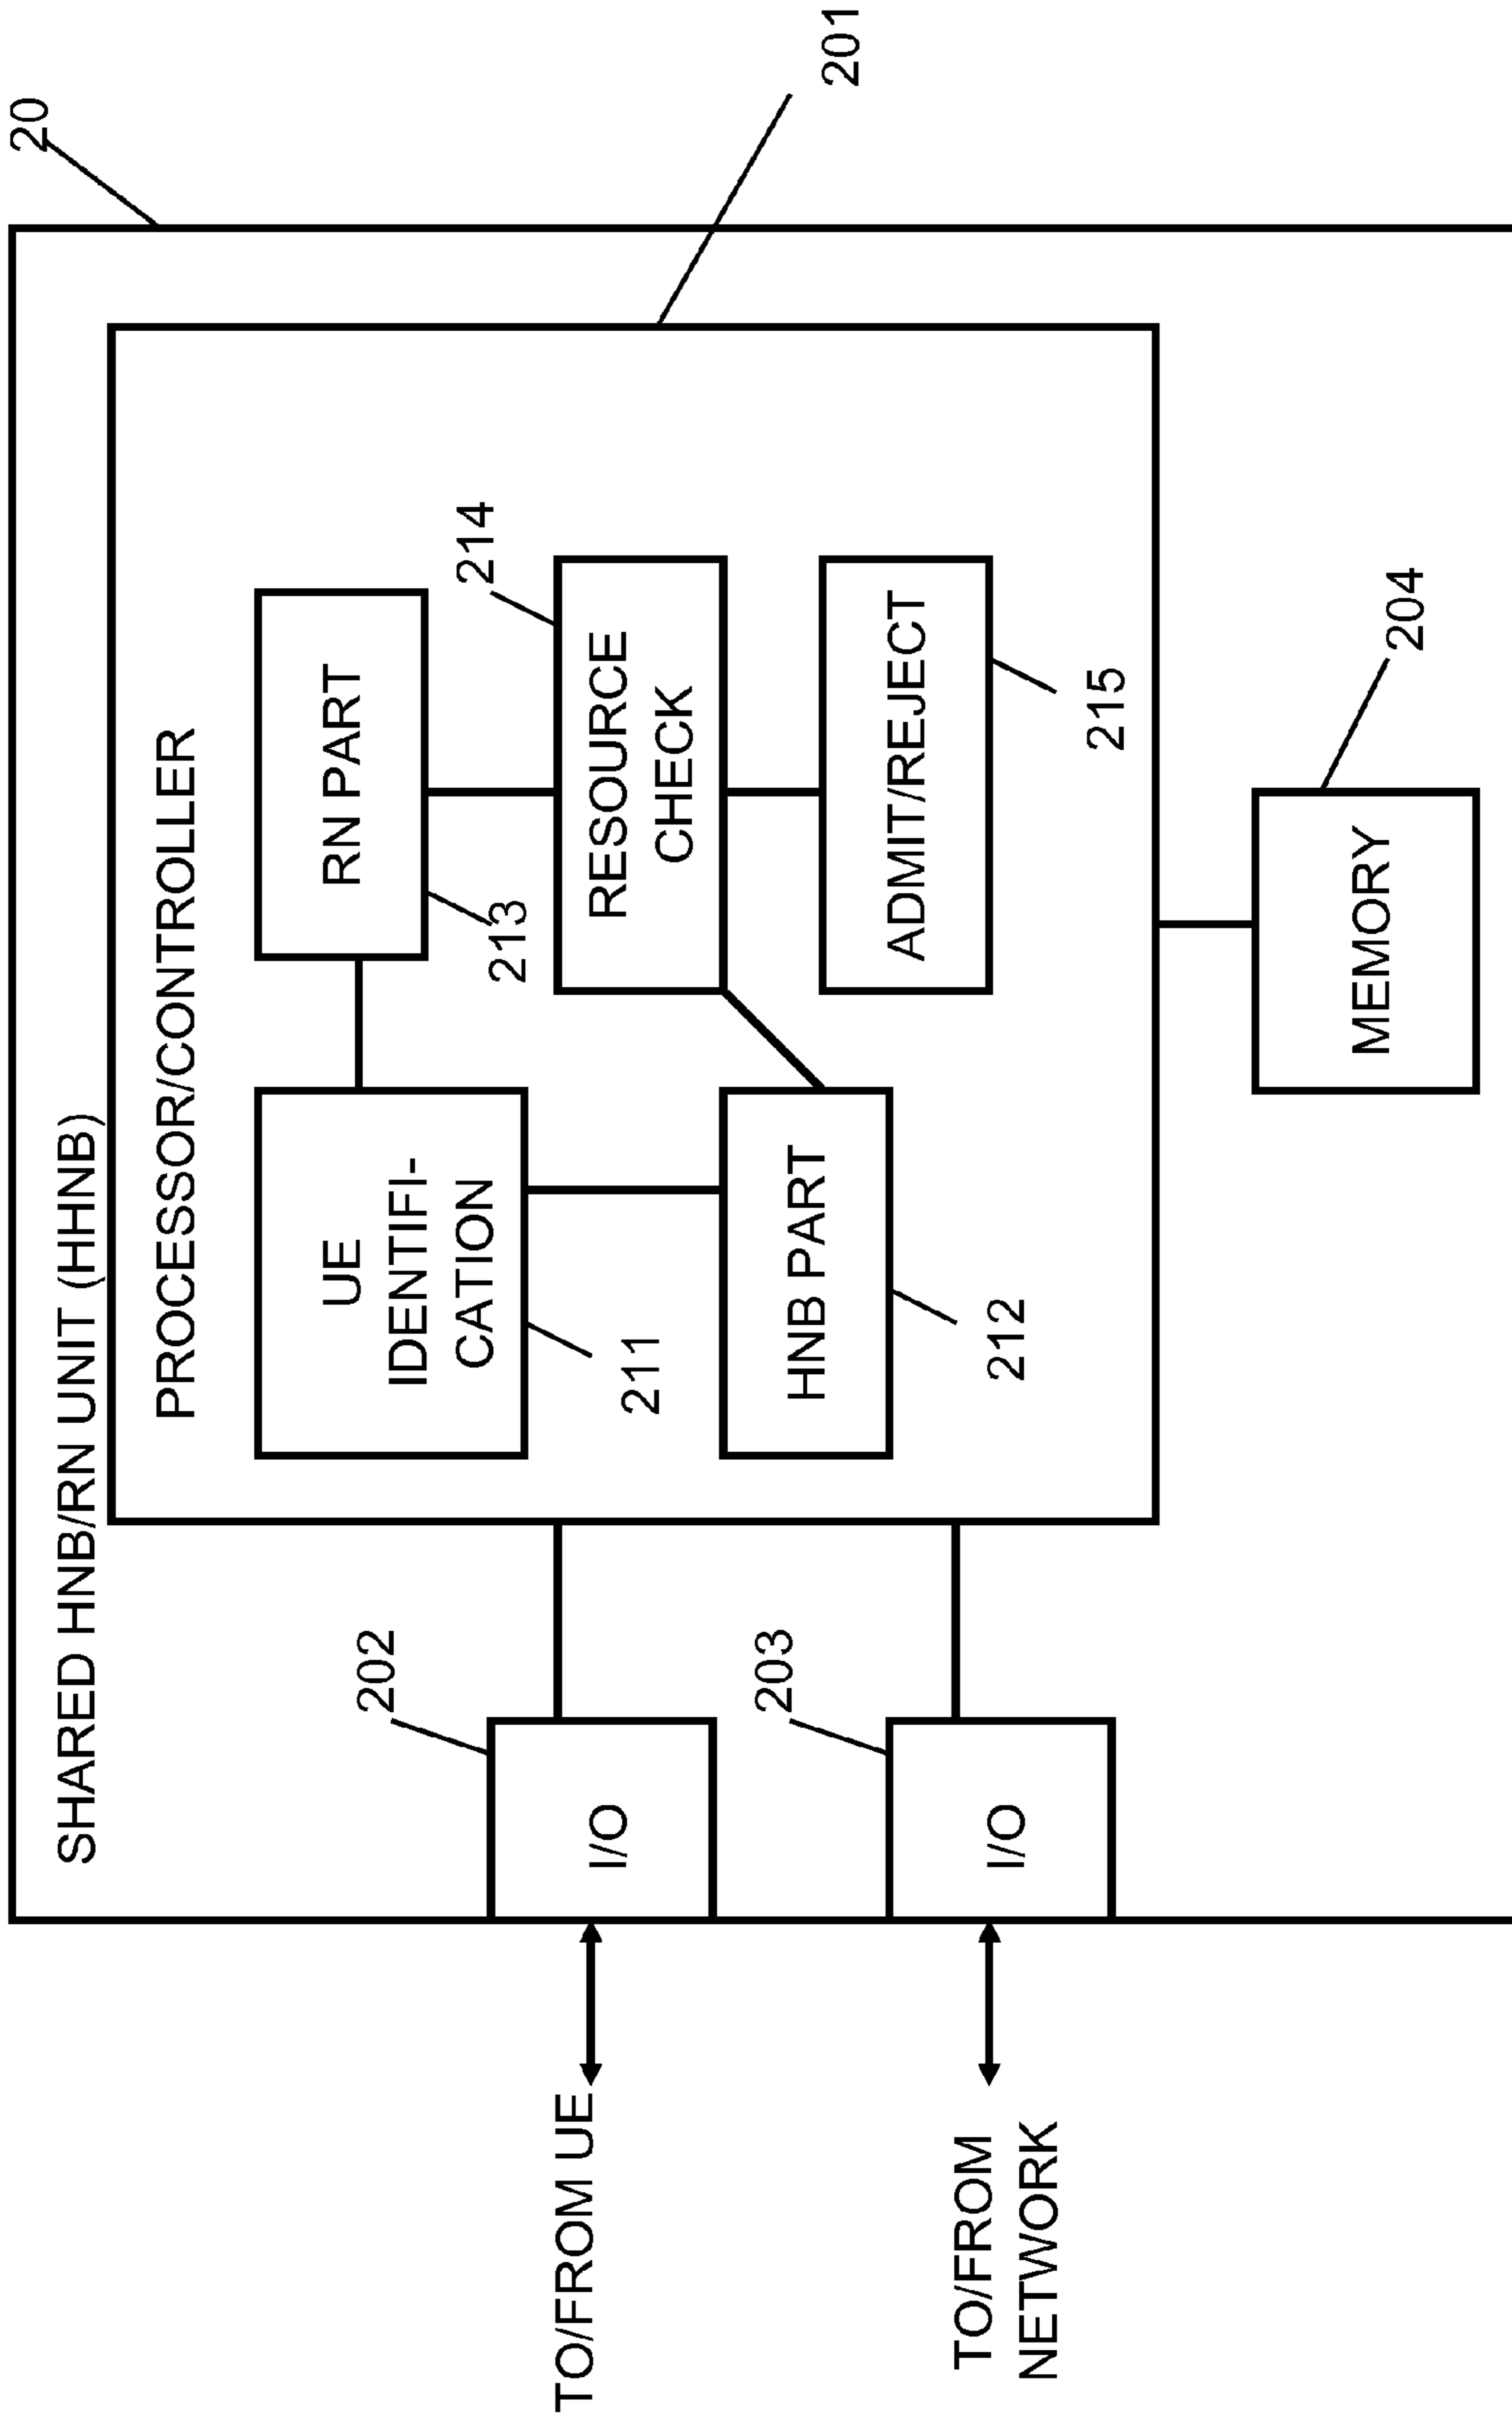 20
SHARED HNB/RN UNIT (HHNB)
PROCESSOR/CONTROLLER
201
UE
IDENTIFI-
CATION
211
RN PART
213
214
RESOURCE
CHECK
HNB PART
212
ADMIT/REJECT
215
202
I/O
TO/FROM UE
203
I/O
TO/FROM
NETWORK
204
MEMORY